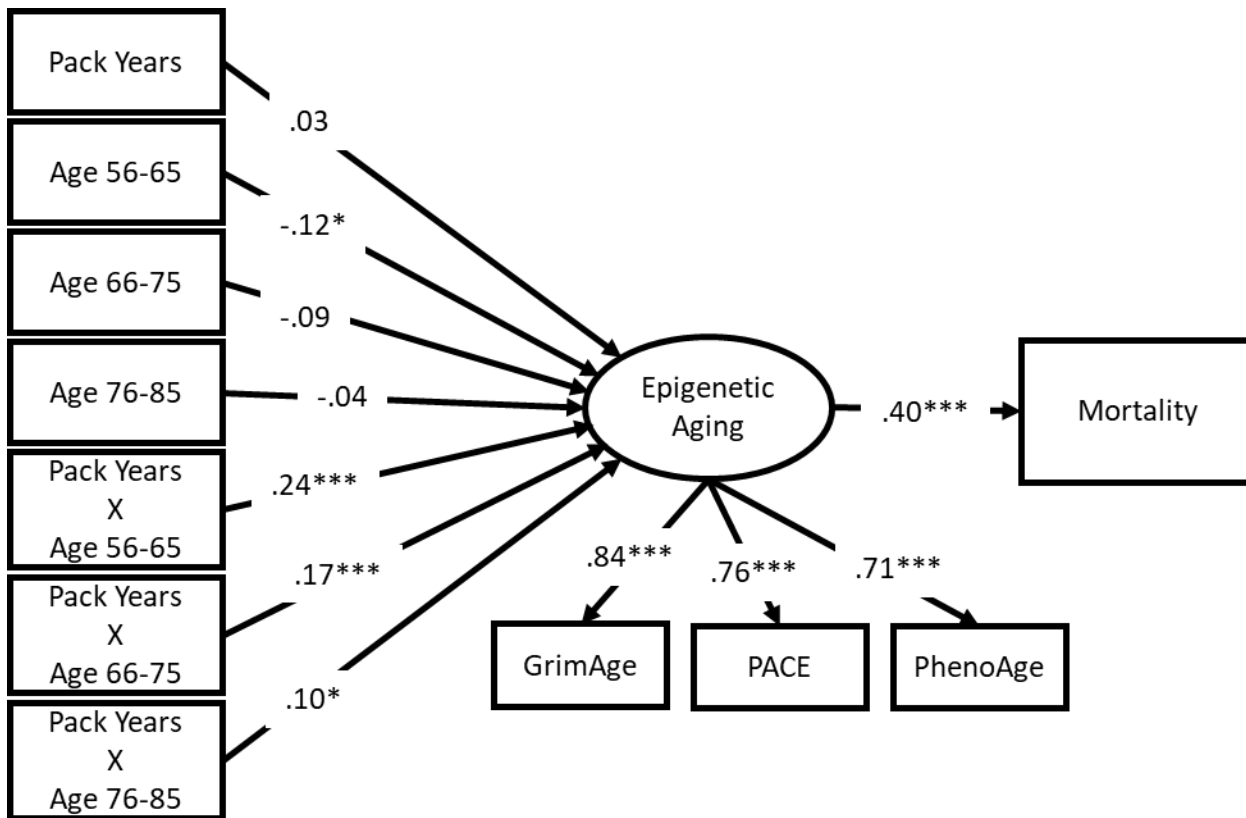 Pack Years
.03
Age 56-65
-.12*
Age 66-75
-.09
Age 76-85
-.04
Pack Years
X
Age 56-65
.24***
Pack Years
X
Age 66-75
.17***
Pack Years
X
Age 76-85
.10*
Epigenetic
Aging
.40***
Mortality
.84***
.76***
.71***
GrimAge
PACE
PhenoAge